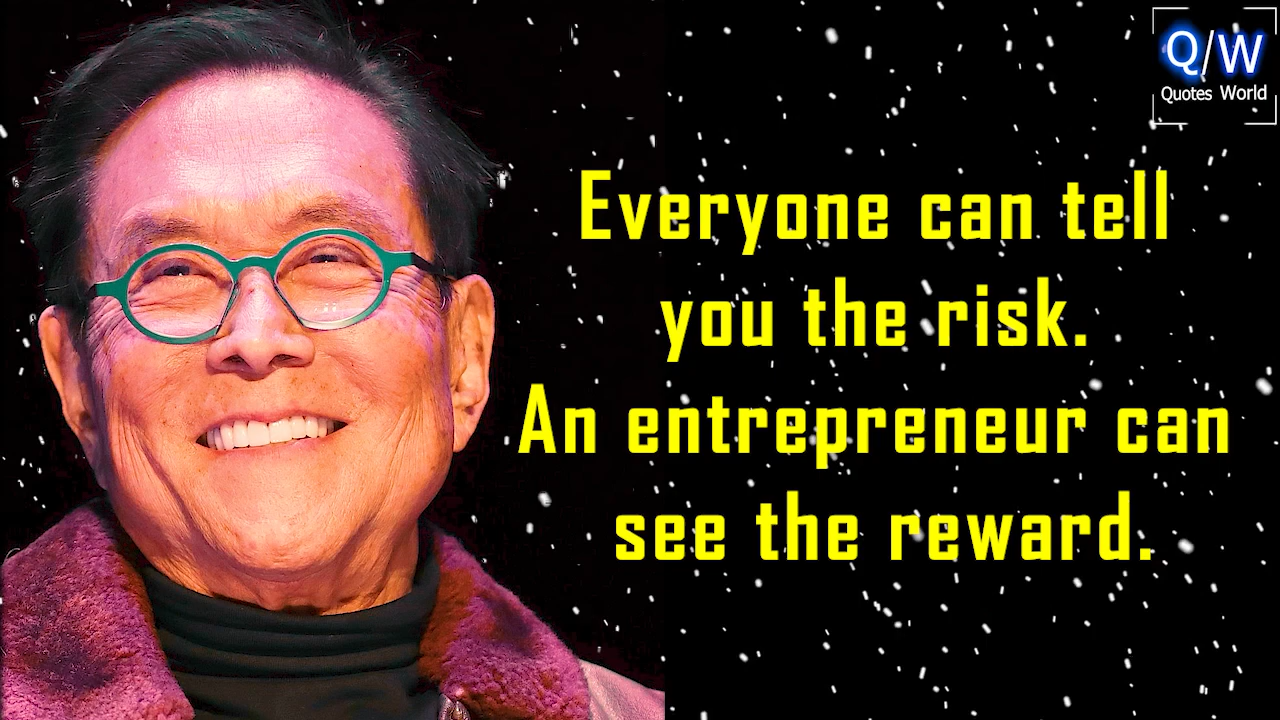 Q/W
Quotes World
Everyone can tell
you the risk.
An entrepreneur can
see the reward.